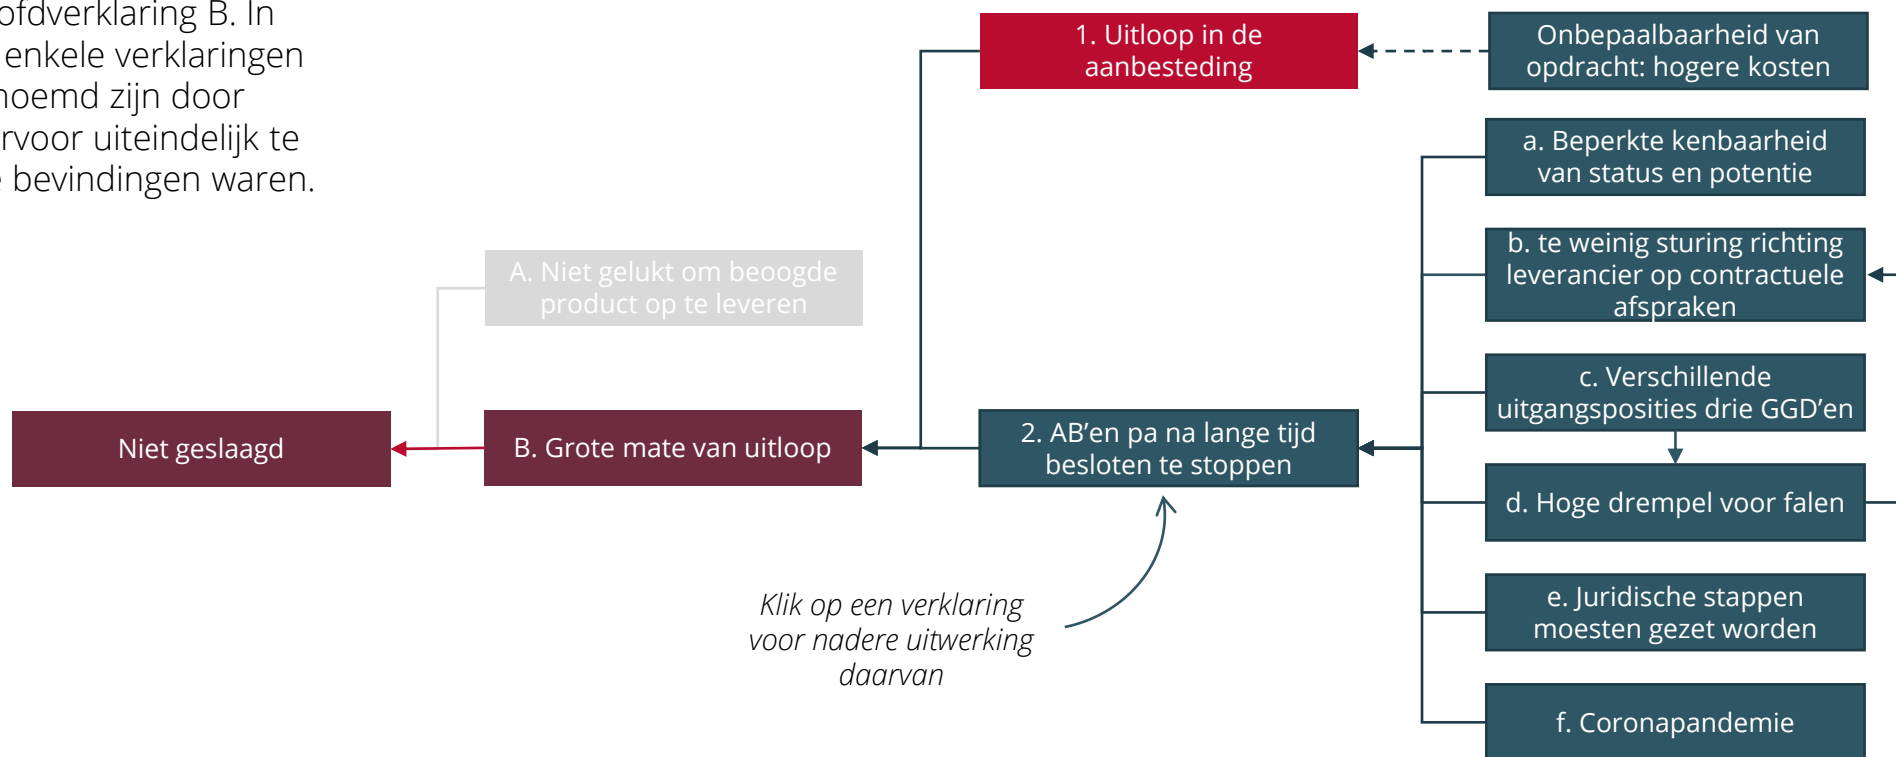 ofdverklaring B. In
enkele verklaringen
noemd zijn door
rvoor uiteindelijk te
e bevindingen waren.
1. Uitloop in de
aanbesteding
Onbepaalbaarheid van
opdracht: hogere kosten
a. Beperkte kenbaarheid
van status en potentie
b. te weinig sturing richting
leverancier op contractuele
afspraken
A. Niet gelukt om beoogde
product op te leveren
c. Verschillende
uitgangsposities drie GGD’en
Niet geslaagd
B. Grote mate van uitloop
2. AB’en pa na lange tijd
besloten te stoppen
d. Hoge drempel voor falen
Klik op een verklaring
voor nadere uitwerking
daarvan
e. Juridische stappen
moesten gezet worden
f. Coronapandemie